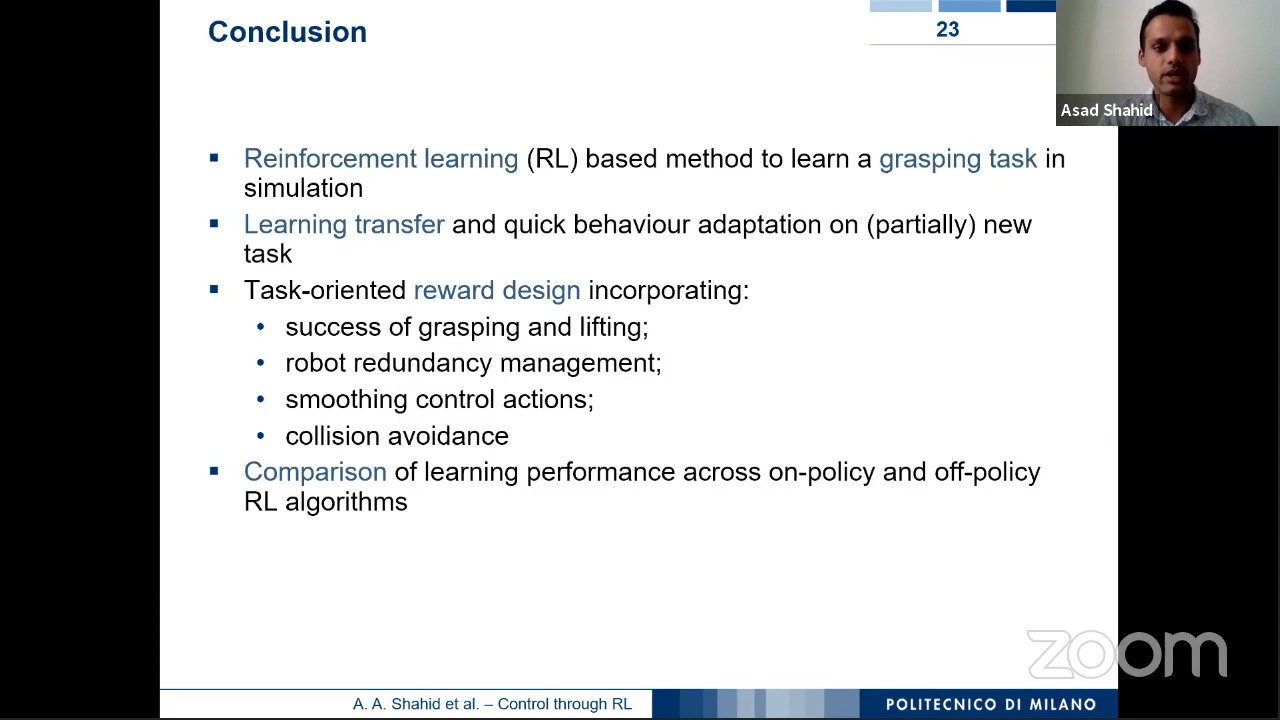 Conclusion
23
Asad Shahid
▪ Reinforcement learning (RL) based method to learn a grasping task in
simulation
▪ Learning transfer and quick behaviour adaptation on (partially) new
task
▪ Task-oriented reward design incorporating:
• success of grasping and lifting;
• robot redundancy management;
• smoothing control actions;
• collision avoidance
▪ Comparison of learning performance across on-policy and off-policy
RL algorithms
zoom
A. A. Shahid et al. – Control through RL
POLITECNICO DI MILANO